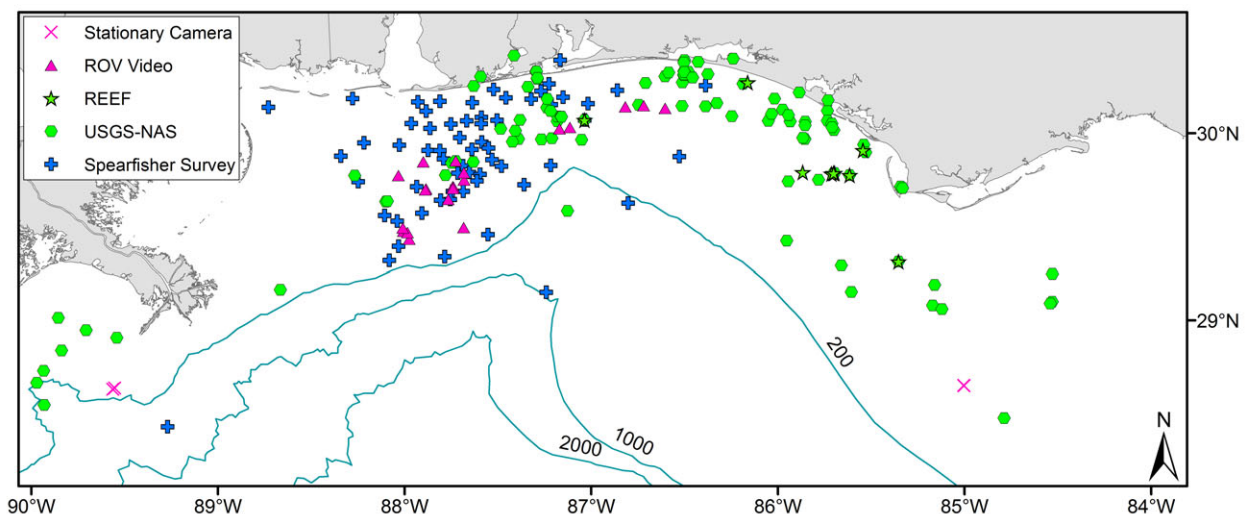 Stationary Camera
ROV Video
REEF
USGS-NAS
Spearfisher Survey
30°N
29°N
200
1000
2000
N
90°W 89°W 88°W 87°W 86°W 85°W 84°W